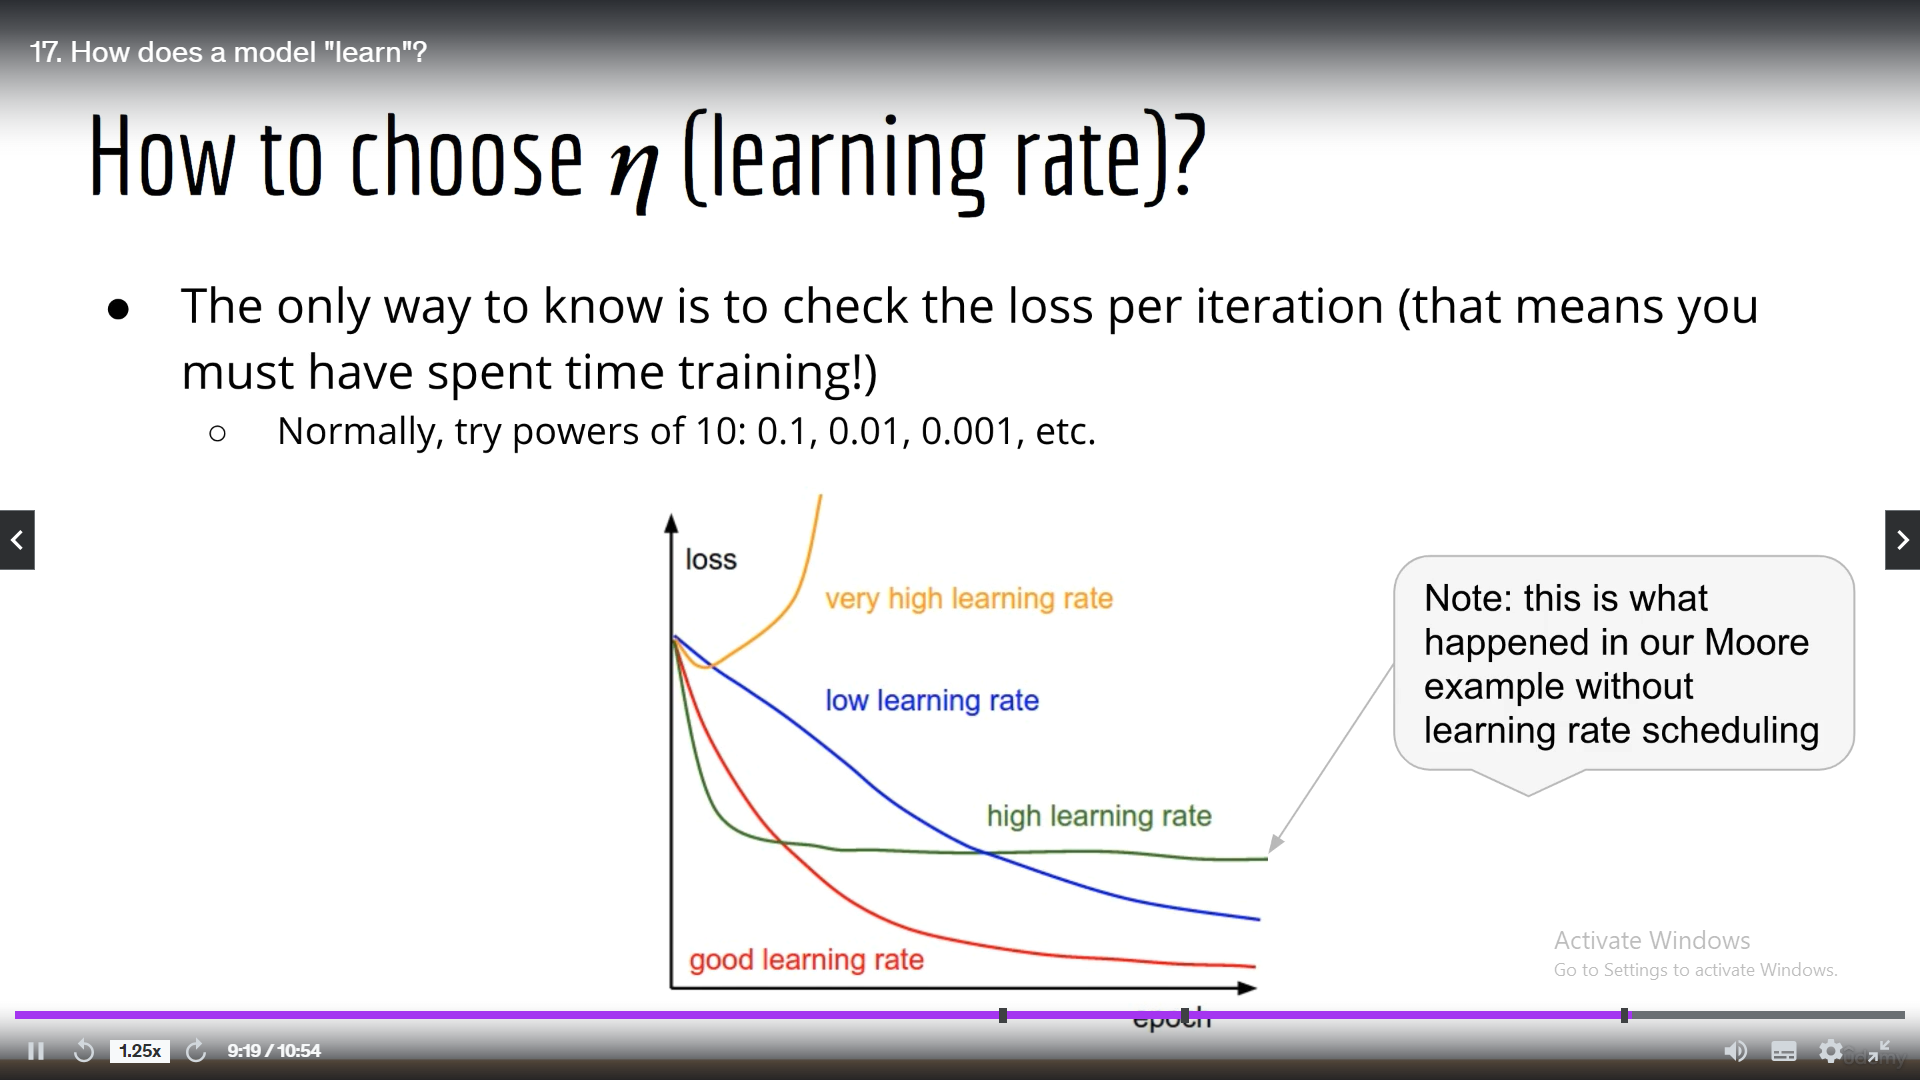 17. How does a model "learn"?
How to choose η (learning rate)?
● The only way to know is to check the loss per iteration (that means you
must have spent time training!)
○ Normally, try powers of 10: 0.1, 0.01, 0.001, etc.
loss
very high learning rate
low learning rate
high learning rate
good learning rate
epoch
Note: this is what
happened in our Moore
example without
learning rate scheduling
Activate Windows
Go to Settings to activate Windows.
1.25x
9:19 / 10:54